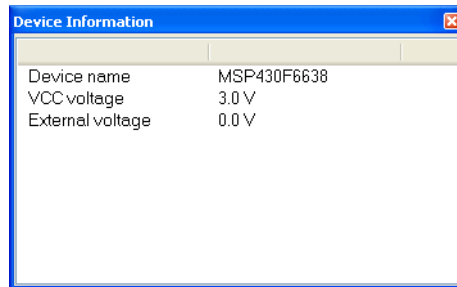 Device Information
Device name MSP430F6638
VCC voltage 3.0 V
External voltage 0.0 V